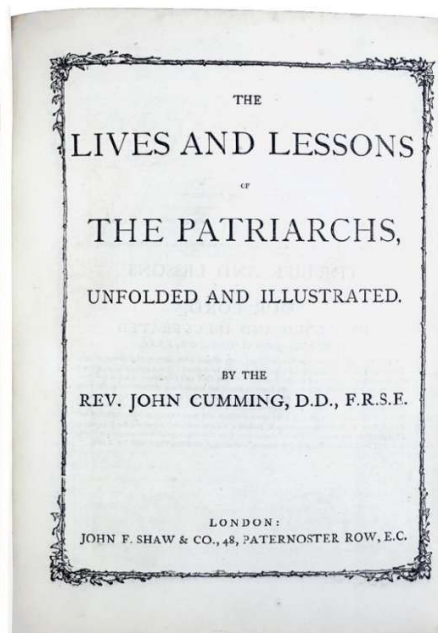 THE
LIVES AND LESSONS
OF
THE PATRIARCHS,
UNFOLDED AND ILLUSTRATED.
BY THE
REV. JOHN CUMMING, D.D., F.R.S.E.
LONDON:
JOHN F. SHAW & CO., 48, PATERNOSTER ROW, E.C.